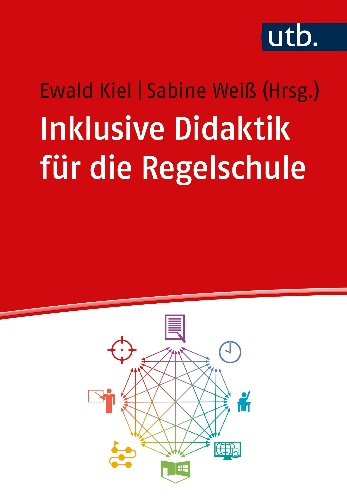 utb.
Ewald Kiel | Sabine Weiß (Hrsg.)
Inklusive Didaktik
für die Regelschule